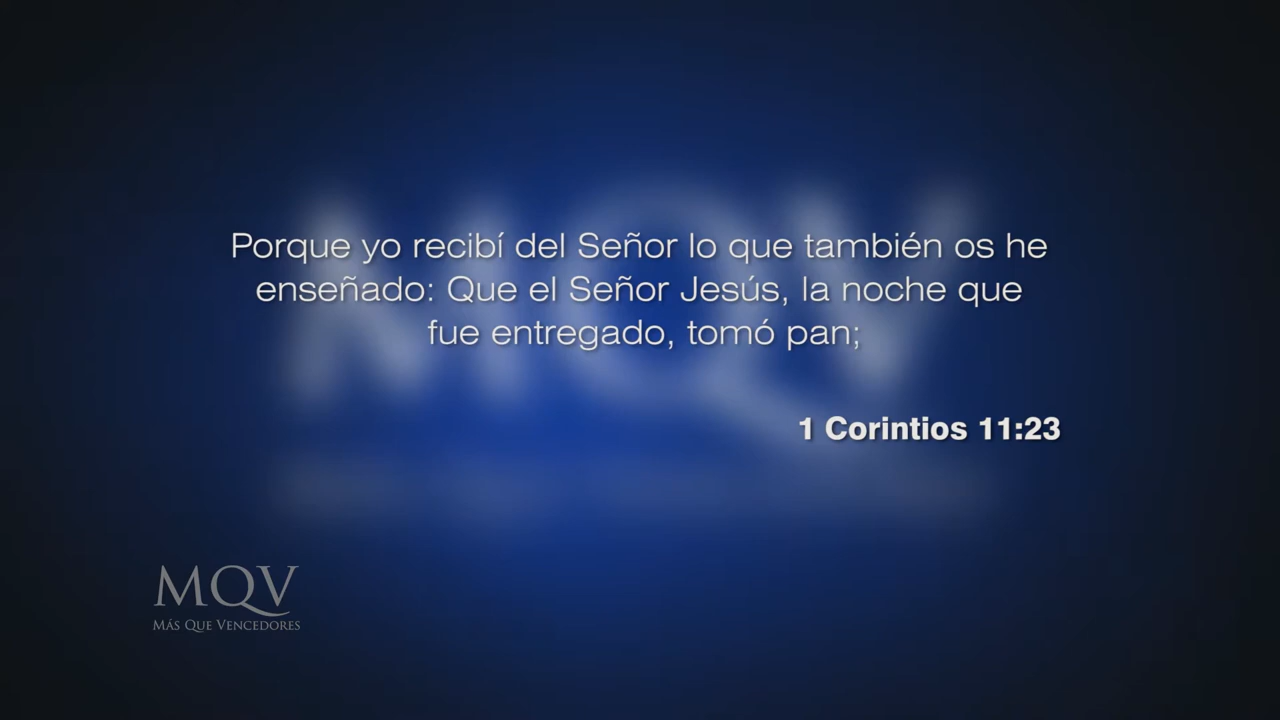 Porque yo recibí del Señor lo que también os he
enseñado: Que el Señor Jesús, la noche que
fue entregado, tomó pan;
1 Corintios 11:23
MQV
MQV
Más Que Vencedores